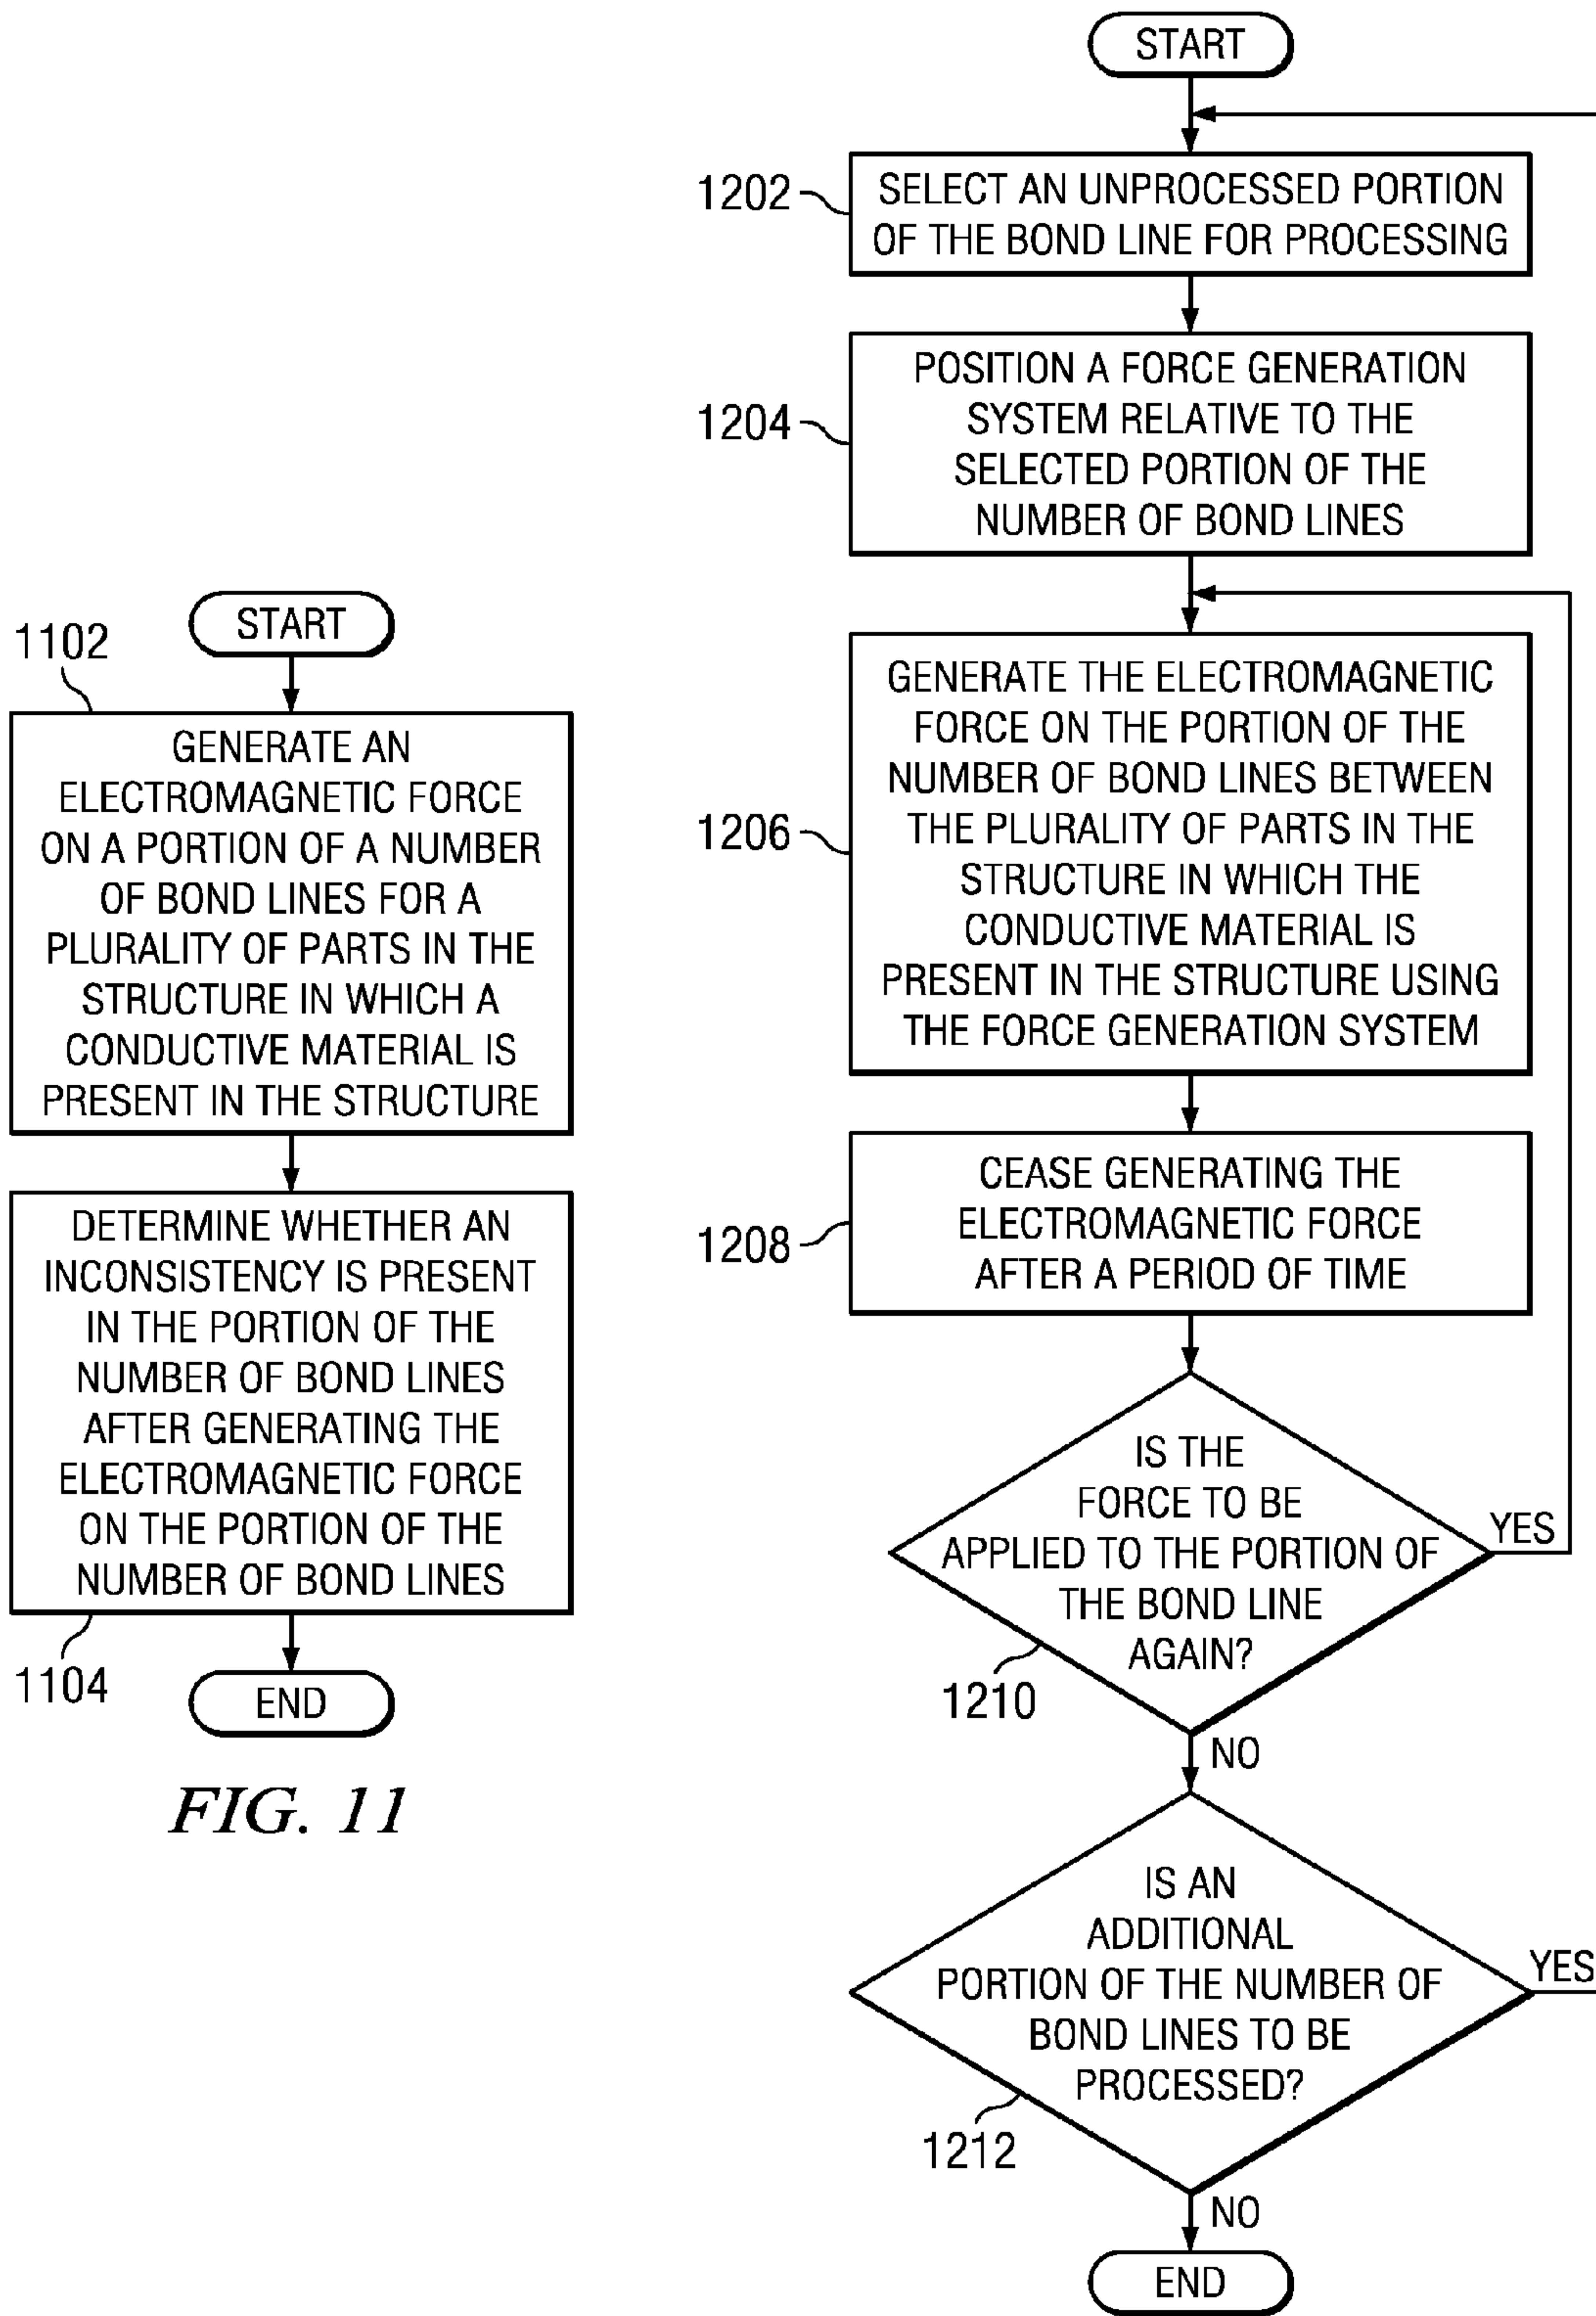 START
1102
GENERATE AN
ELECTROMAGNETIC FORCE
ON A PORTION OF A NUMBER
OF BOND LINES FOR A
PLURALITY OF PARTS IN THE
STRUCTURE IN WHICH A
CONDUCTIVE MATERIAL IS
PRESENT IN THE STRUCTURE
DETERMINE WHETHER AN
INCONSISTENCY IS PRESENT
IN THE PORTION OF THE
NUMBER OF BOND LINES
AFTER GENERATING THE
ELECTROMAGNETIC FORCE
ON THE PORTION OF THE
NUMBER OF BOND LINES
1104
END
FIG. 11
START
1202
SELECT AN UNPROCESSED PORTION
OF THE BOND LINE FOR PROCESSING
1204
POSITION A FORCE GENERATION
SYSTEM RELATIVE TO THE
SELECTED PORTION OF THE
NUMBER OF BOND LINES
1206
GENERATE THE ELECTROMAGNETIC
FORCE ON THE PORTION OF THE
NUMBER OF BOND LINES BETWEEN
THE PLURALITY OF PARTS IN THE
STRUCTURE IN WHICH THE
CONDUCTIVE MATERIAL IS
PRESENT IN THE STRUCTURE USING
THE FORCE GENERATION SYSTEM
1208
CEASE GENERATING THE
ELECTROMAGNETIC FORCE
AFTER A PERIOD OF TIME
IS THE
FORCE TO BE
APPLIED TO THE PORTION OF
THE BOND LINE
AGAIN?
YES
1210
NO
IS AN
ADDITIONAL
PORTION OF THE NUMBER OF
BOND LINES TO BE
PROCESSED?
YES
1212
NO
END